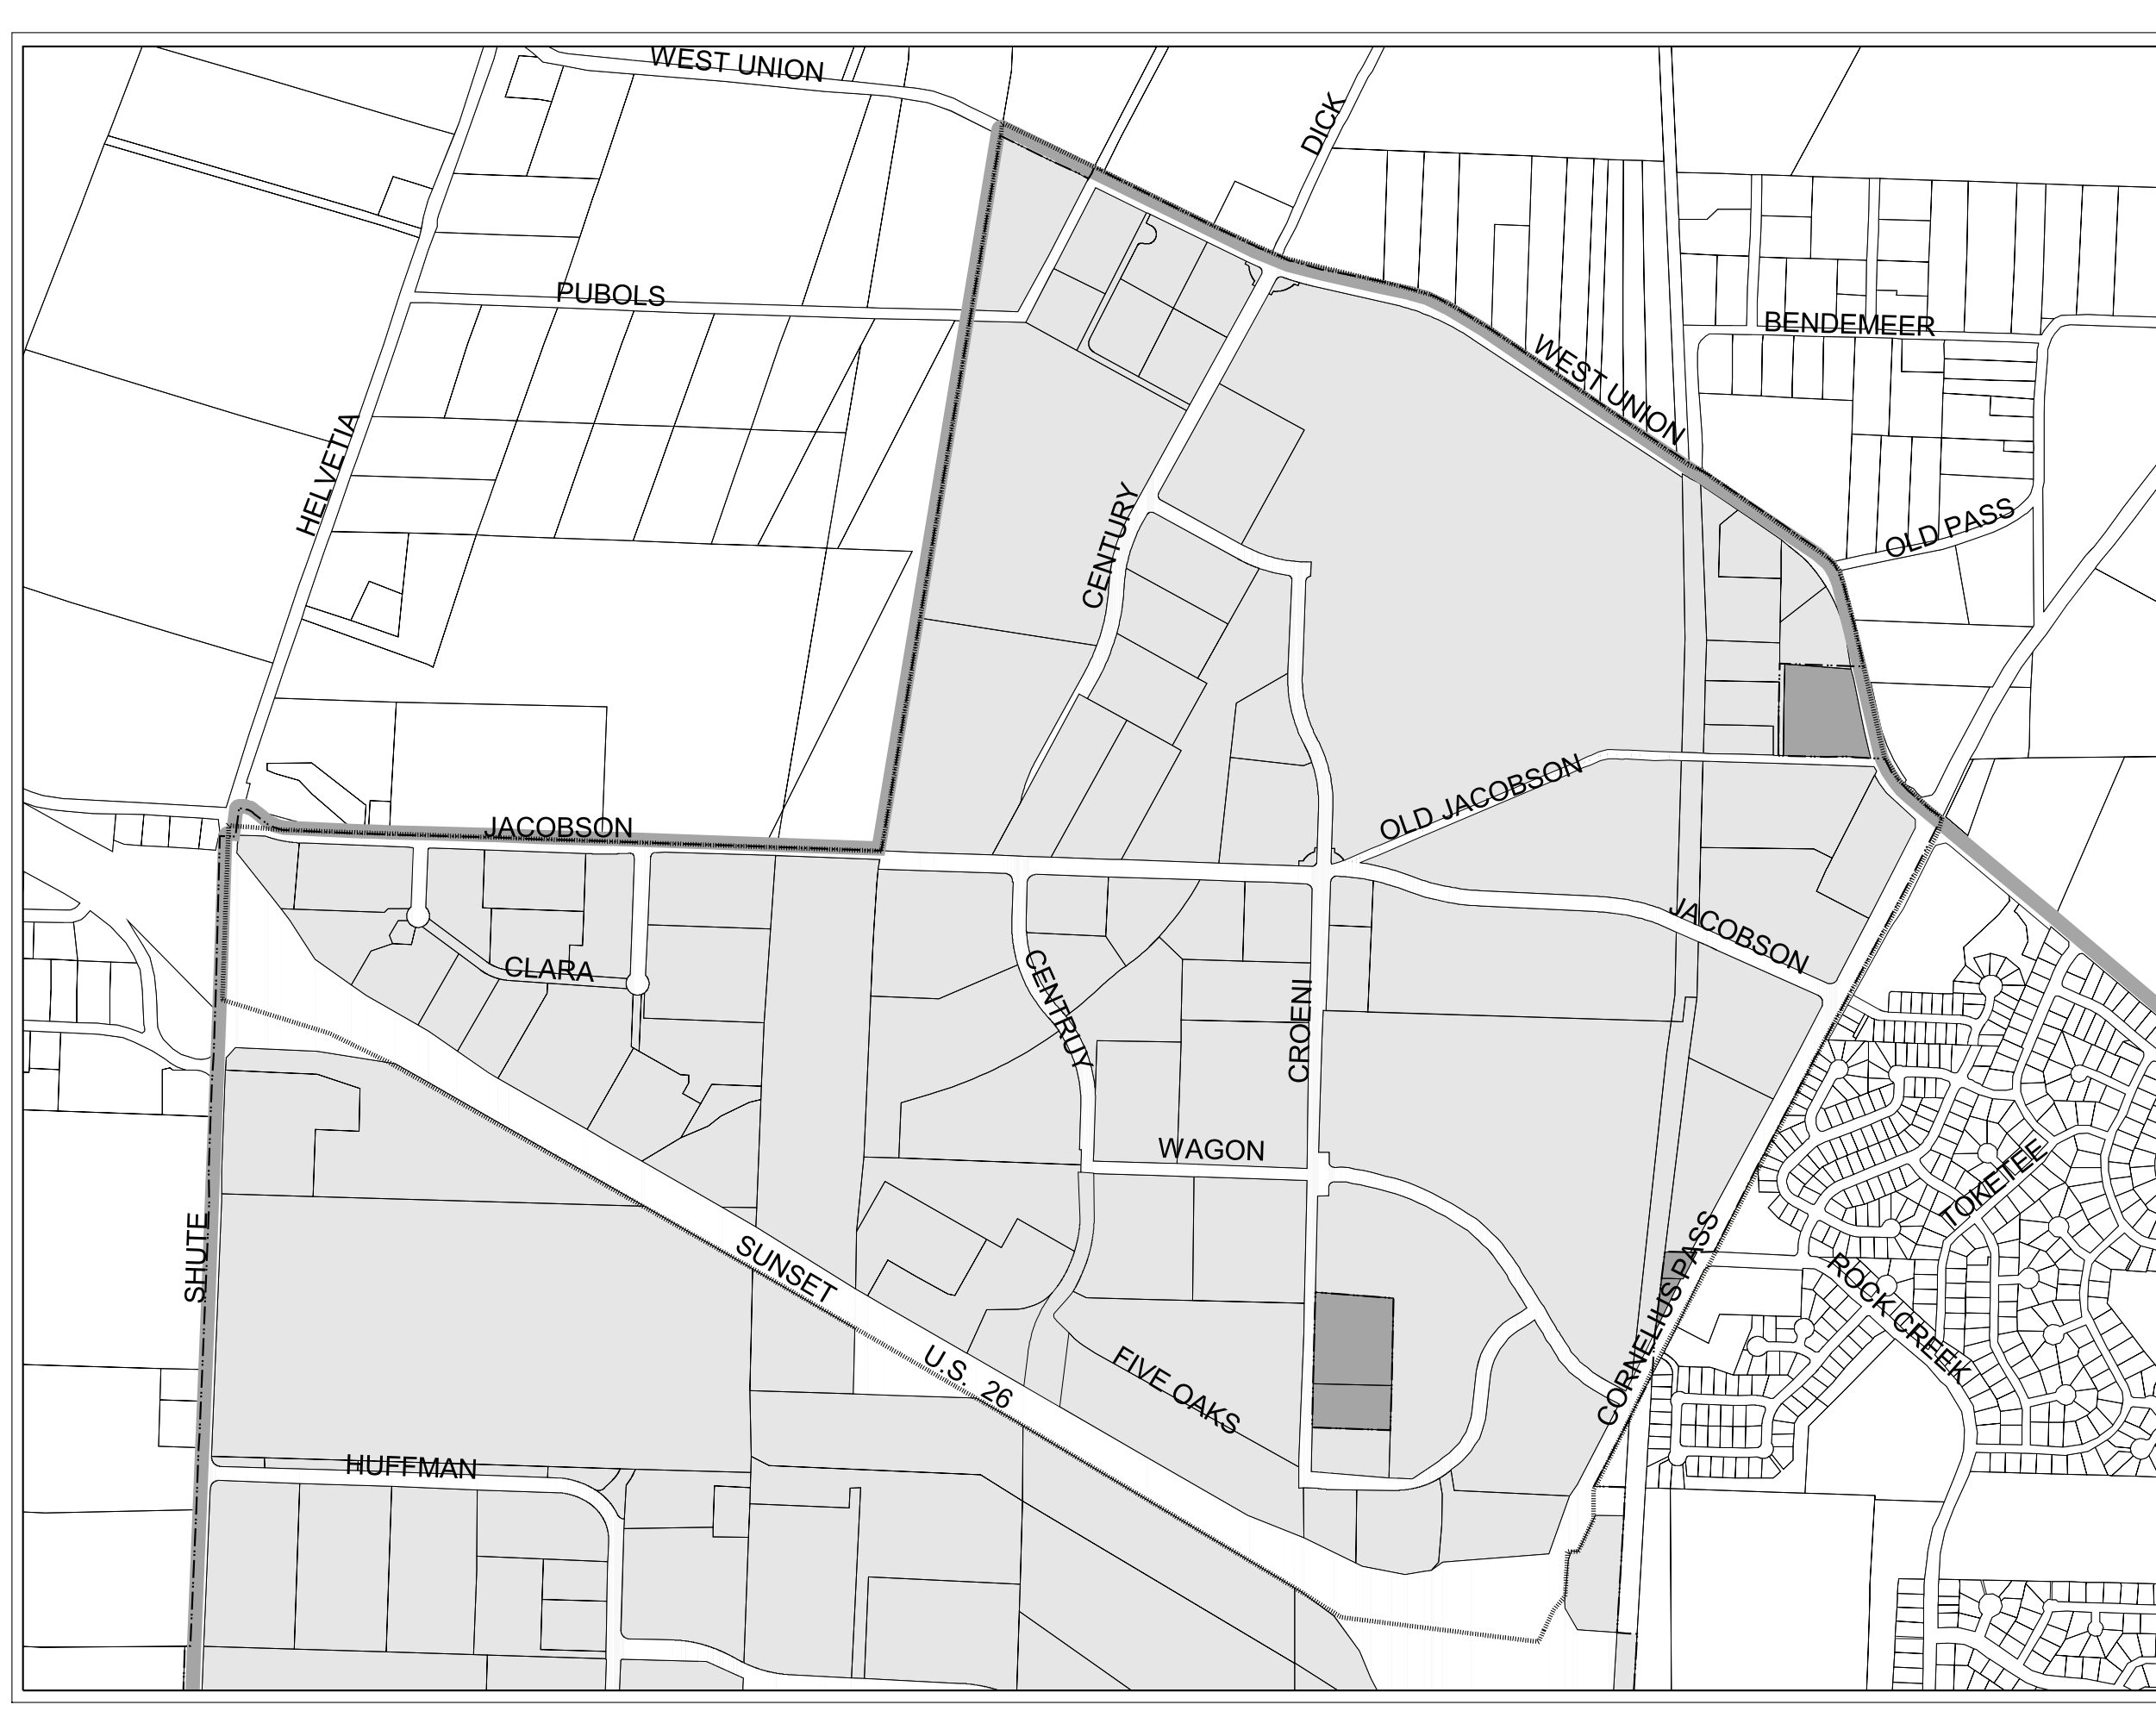 WEST UNION
DICK
PUBOLS
BENDEMEER
WEST UNION
HELVETIA
CENTURY
OLD PASS
OLD JACOBSON
JACOBSON
JACOBSON
CLARA
CENTRUY
CROENI
WAGON
TOKETEE
SHUTE
SUNSET
CORNELIUS PASS
ROCK CREEK
U.S. 26
FIVE OAKS
HUFFMAN